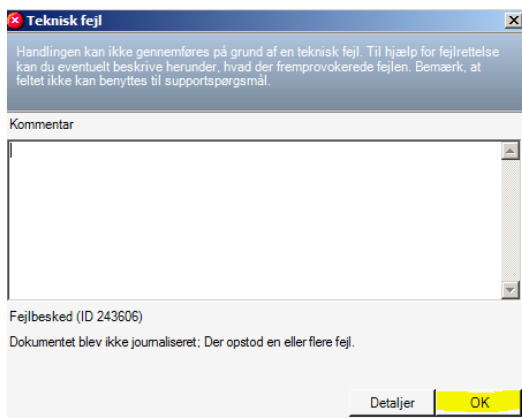 Teknisk fejl
Handlingen kan ikke gennemføres på grund af en teknisk fejl. Til hjælp for fejlrettelse
kan du eventuelt beskrive herunder, hvad der fremprovokerede fejlen. Bemærk, at
feltet ikke kan benyttes til supportspørgsmål.
Kommentar
Fejlbesked (ID 243606)
Dokumentet blev ikke journaliseret; Der opstod en eller flere fejl.
Detaljer OK